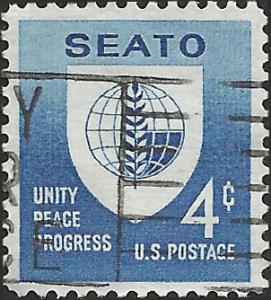 SEATO
UNITY
PEACE
PROGRESS
4¢
U.S. POSTAGE
Y
E